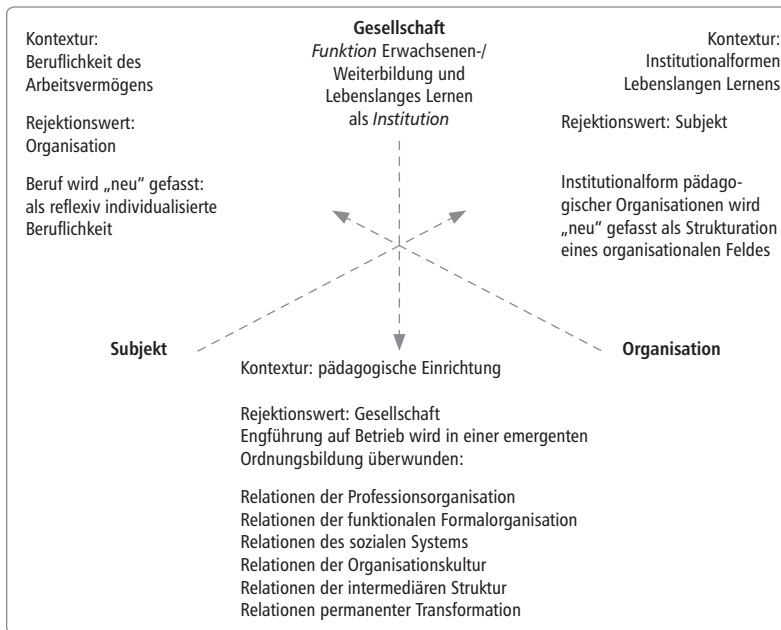 Kontextur:
Beruflichkeit des
Arbeitsvermögens
Rejektionswert:
Organisation
Beruf wird „neu“ gefasst:
als reflexiv individualisierte
Beruflichkeit
Gesellschaft
Funktion Erwachsenen-/
Weiterbildung und
Lebenslanges Lernen
als Institution
Kontextur:
Institutionalformen
Lebenslangen Lernens
Rejektionswert: Subjekt
Institutionalform pädago-
gischer Organisationen wird
„neu“ gefasst als Strukturation
eines organisationalen Feldes
Subjekt
Organisation
Kontextur: pädagogische Einrichtung
Rejektionswert: Gesellschaft
Engführung auf Betrieb wird in einer emergenten
Ordnungsbildung überwunden:
Relationen der Professionsorganisation
Relationen der funktionalen Formalorganisation
Relationen des sozialen Systems
Relationen der Organisationskultur
Relationen der intermediären Struktur
Relationen permanenter Transformation